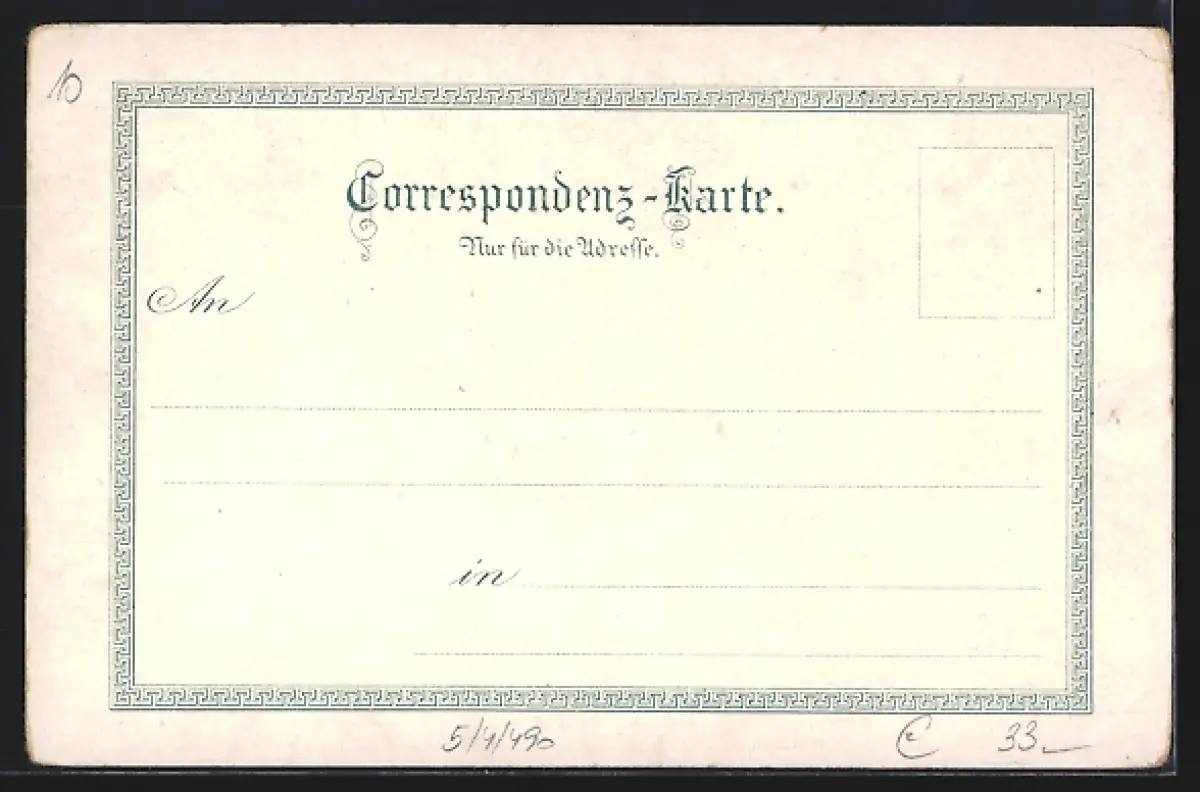 10
Correspondenz-Karte.
Nur für die Adresse.
An
in
5/4/490
€ 33.—